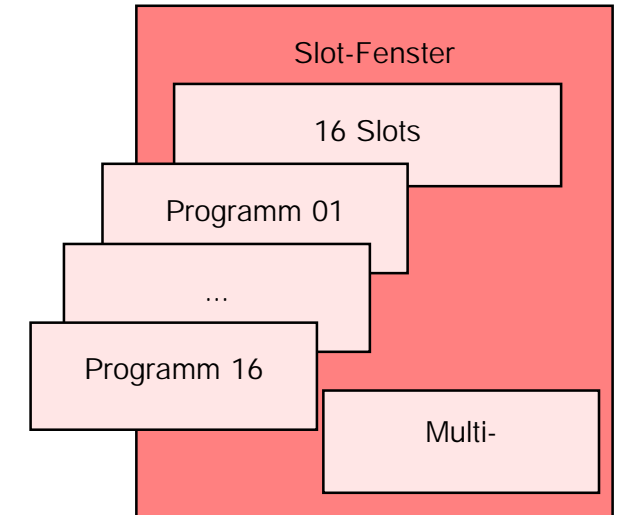 Slot-Fenster
16 Slots
Programm 01
...
Programm 16
Multi-